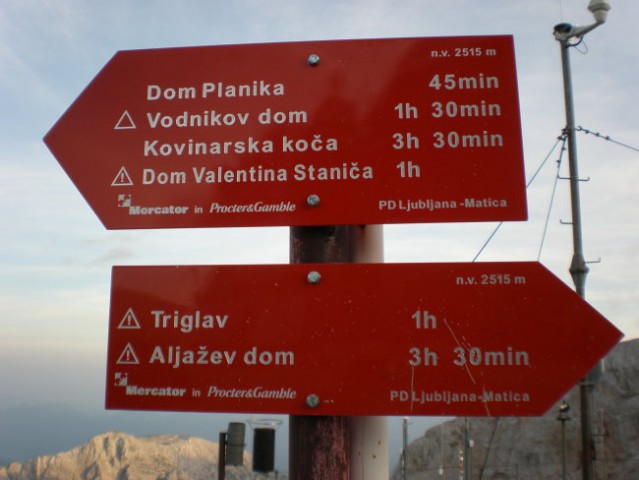 n.v. 2515 m
Dom Planika 45min
Vodnikov dom 1h 30min
Kovinarska koča 3h 30min
Dom Valentina Staniča 1h
Mercator in Procter&Gamble PD Ljubljana-Matica
n.v. 2515 m
Triglav 1h
Aljažev dom 3h 30min
Mercator in Procter&Gamble PD Ljubljana-Matica